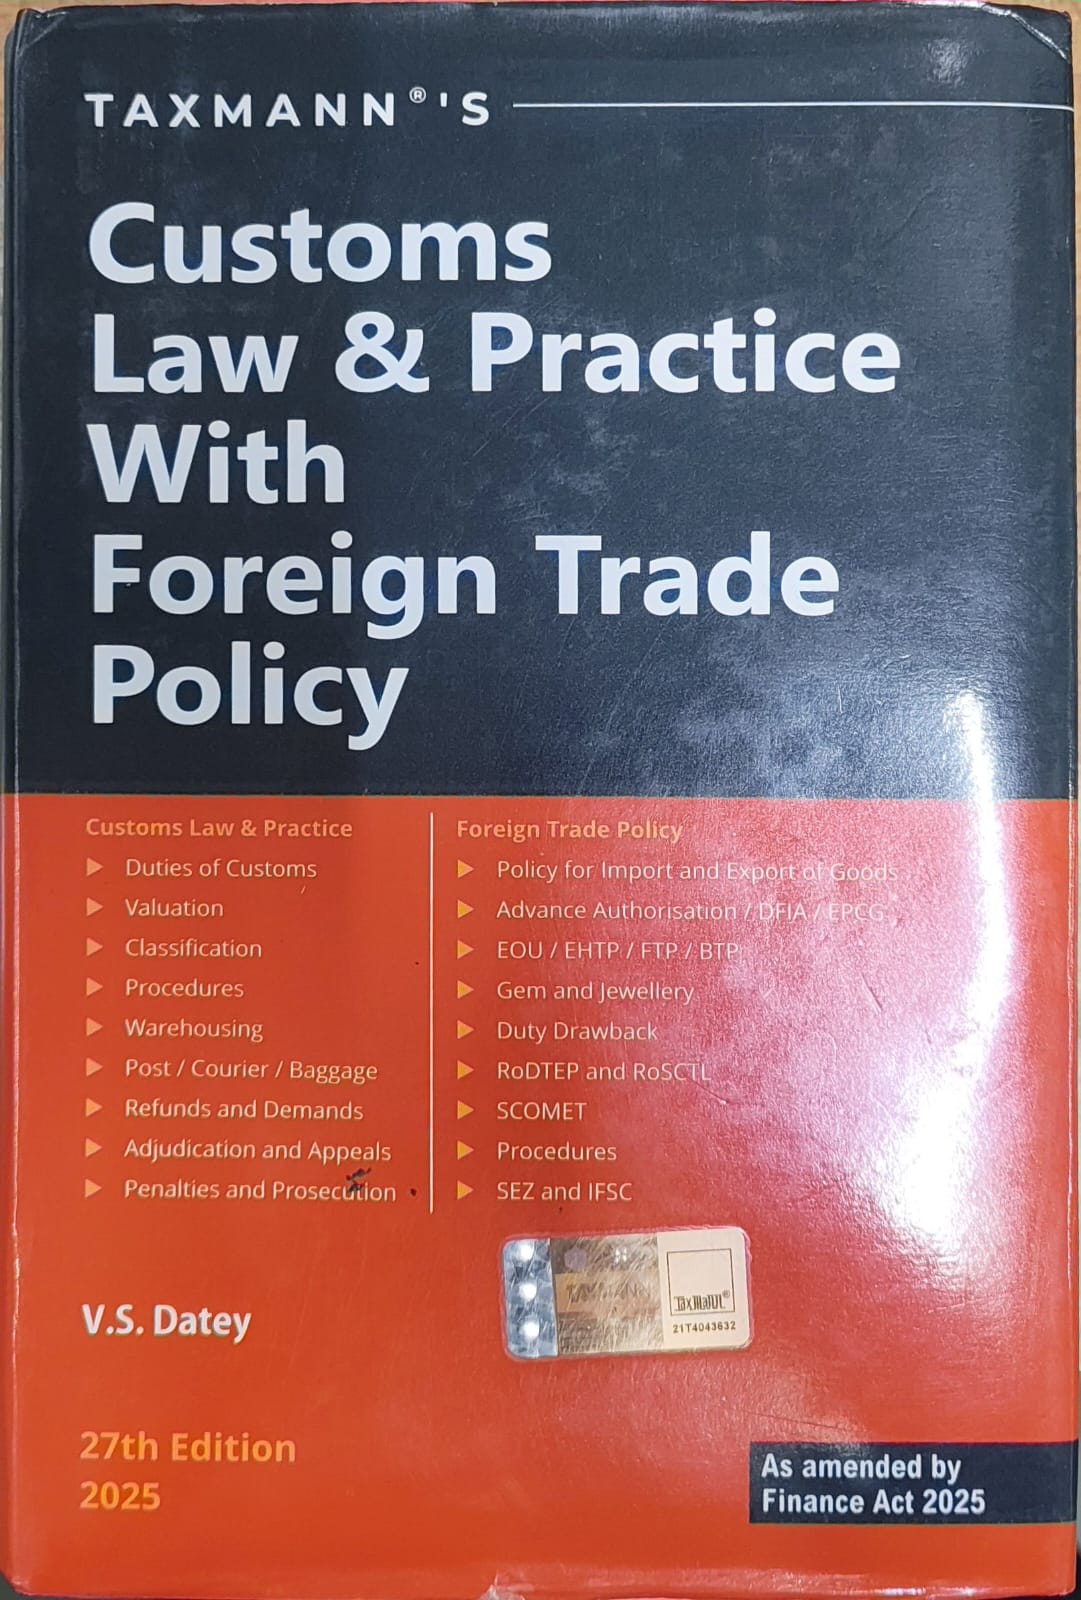 TAXMANN®'S
Customs
Law & Practice
With
Foreign Trade
Policy
Customs Law & Practice
Duties of Customs
Valuation
Classification
Procedures
Warehousing
Post / Courier / Baggage
Refunds and Demands
Adjudication and Appeals
Penalties and Prosecution
Foreign Trade Policy
Policy for Import and Export of Goods
Advance Authorisation / DFIA / EPCG
EOU / EHTP / FTP / BTP
Gem and Jewellery
Duty Drawback
RoDTEP and RoSCTL
SCOMET
Procedures
SEZ and IFSC
TAXMANN
taxmann®
21T4043632
V.S. Datey
27th Edition
2025
As amended by
Finance Act 2025